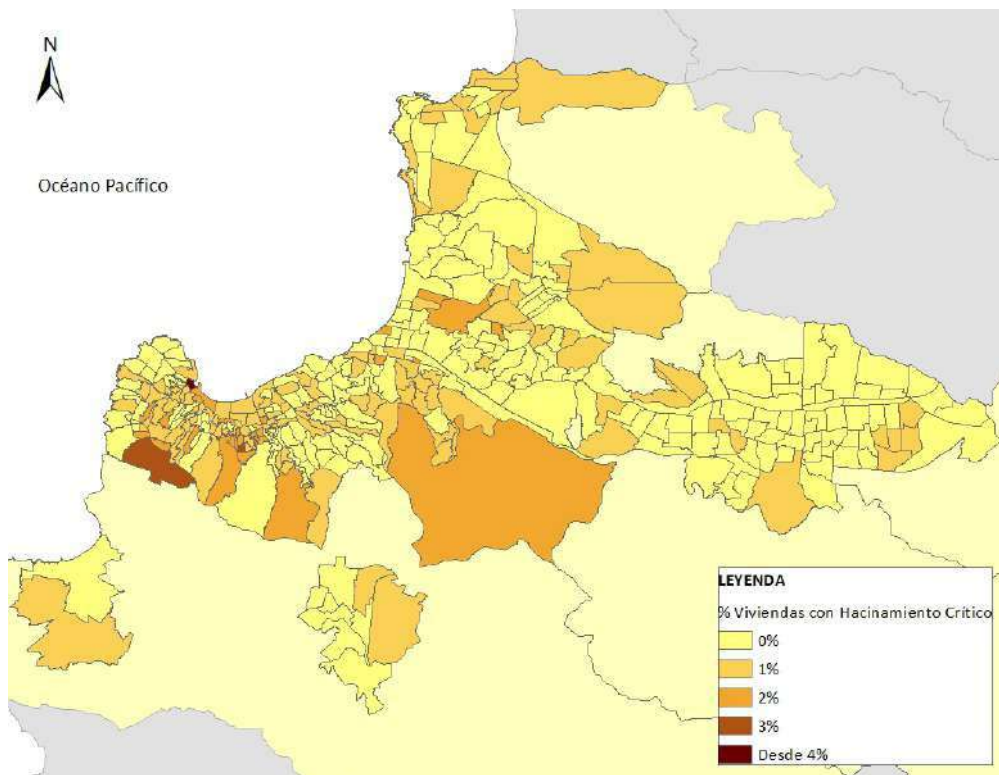 N
Océano Pacífico
LEYENDA
% Viviendas con Hacinamiento Crítico
0%
1%
2%
3%
Desde 4%